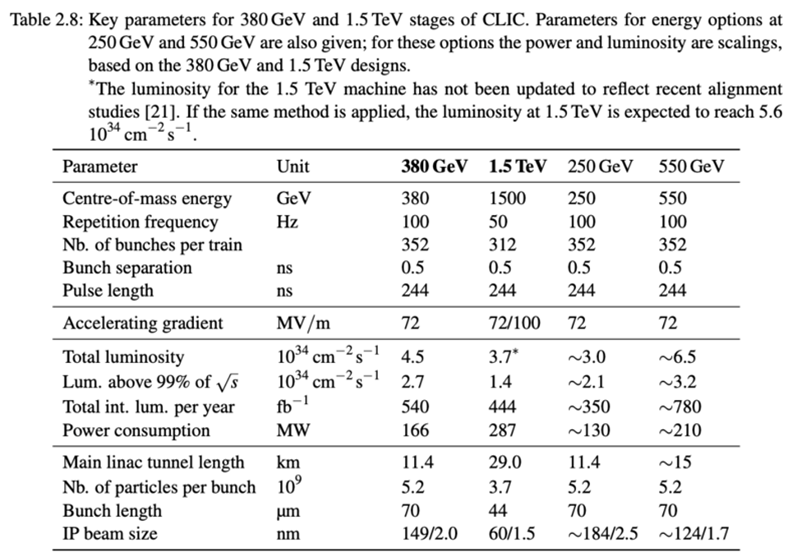 Table 2.8: Key parameters for 380 GeV and 1.5 TeV stages of CLIC. Parameters for energy options at
250 GeV and 550 GeV are also given; for these options the power and luminosity are scalings,
based on the 380 GeV and 1.5 TeV designs.
*The luminosity for the 1.5 TeV machine has not been updated to reflect recent alignment
studies [21]. If the same method is applied, the luminosity at 1.5 TeV is expected to reach 5.6
10³⁴ cm⁻² s⁻¹.
Parameter Unit 380 GeV 1.5 TeV 250 GeV 550 GeV
Centre-of-mass energy GeV 380 1500 250 550
Repetition frequency Hz 100 50 100 100
Nb. of bunches per train 352 312 352 352
Bunch separation ns 0.5 0.5 0.5 0.5
Pulse length ns 244 244 244 244
Accelerating gradient MV/m 72 72/100 72 72
Total luminosity 10³⁴ cm⁻² s⁻¹ 4.5 3.7* ~3.0 ~6.5
Lum. above 99% of √s 10³⁴ cm⁻² s⁻¹ 2.7 1.4 ~2.1 ~3.2
Total int. lum. per year fb⁻¹ 540 444 ~350 ~780
Power consumption MW 166 287 ~130 ~210
Main linac tunnel length km 11.4 29.0 11.4 ~15
Nb. of particles per bunch 10⁹ 5.2 3.7 5.2 5.2
Bunch length μm 70 44 70 70
IP beam size nm 149/2.0 60/1.5 ~184/2.5 ~124/1.7